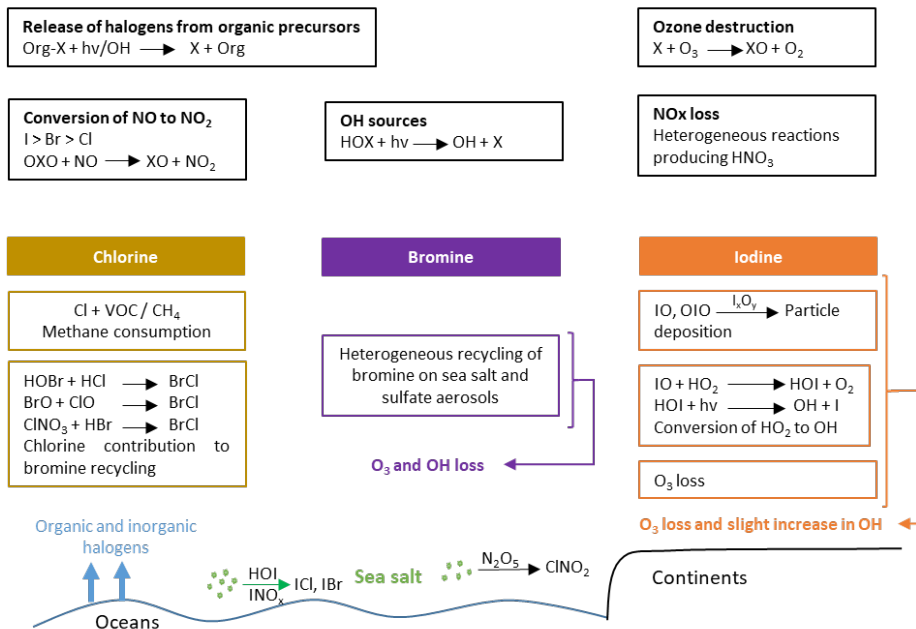 Release of halogens from organic precursors
Org-X + hv/OH ⟶ X + Org
Ozone destruction
X + O₃ ⟶ XO + O₂
Conversion of NO to NO₂
I > Br > Cl
OXO + NO ⟶ XO + NO₂
OH sources
HOX + hv ⟶ OH + X
NOx loss
Heterogeneous reactions
producing HNO₃
Chlorine
Bromine
Iodine
Cl + VOC / CH₄
Methane consumption
HOBr + HCl ⟶ BrCl
BrO + ClO ⟶ BrCl
ClNO₃ + HBr ⟶ BrCl
Chlorine contribution to
bromine recycling
Heterogeneous recycling of
bromine on sea salt and
sulfate aerosols
O₃ and OH loss
IₓOᵧ
IO, OIO ⟶ Particle
deposition
IO + HO₂ ⟶ HOI + O₂
HOI + hv ⟶ OH + I
Conversion of HO₂ to OH
O₃ loss
O₃ loss and slight increase in OH
Organic and inorganic
halogens
HOI
INOₓ
ICl, IBr
Sea salt
N₂O₅
ClNO₂
Continents
Oceans